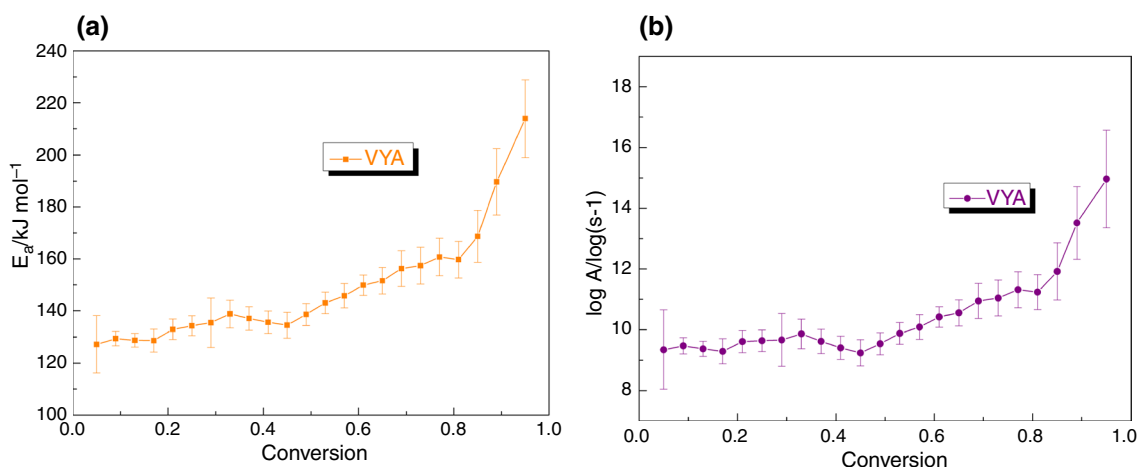 (a)
240
220
200
180
160
140
120
100
E_a/kJ mol⁻¹
VYA
0.0 0.2 0.4 0.6 0.8 1.0
Conversion
(b)
18
16
14
12
10
8
log A/log(s-1)
VYA
0.0 0.2 0.4 0.6 0.8 1.0
Conversion